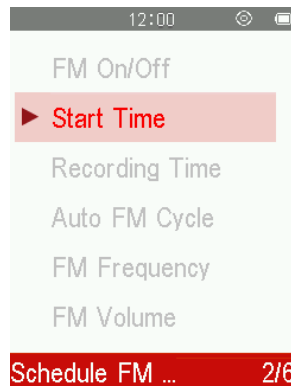 12:00
FM On/Off
Start Time
Recording Time
Auto FM Cycle
FM Frequency
FM Volume
Schedule FM ... 2/6